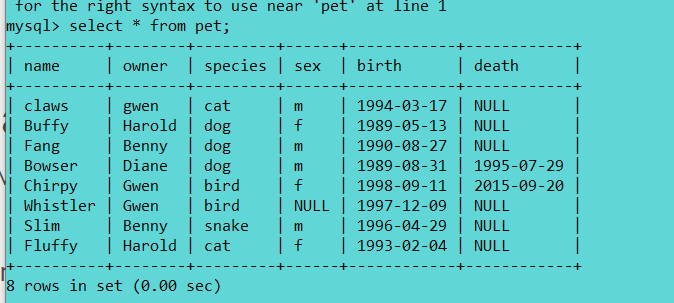 for the right syntax to use near 'pet' at line 1
mysql> select * from pet;
+----------+--------+---------+------+------------+------------+
| name     | owner  | species | sex  | birth      | death      |
+----------+--------+---------+------+------------+------------+
| claws    | gwen   | cat     | m    | 1994-03-17 | NULL       |
| Buffy    | Harold | dog     | f    | 1989-05-13 | NULL       |
| Fang     | Benny  | dog     | m    | 1990-08-27 | NULL       |
| Bowser   | Diane  | dog     | m    | 1989-08-31 | 1995-07-29 |
| Chirpy   | Gwen   | bird    | f    | 1998-09-11 | 2015-09-20 |
| Whistler | Gwen   | bird    | NULL | 1997-12-09 | NULL       |
| Slim     | Benny  | snake   | m    | 1996-04-29 | NULL       |
| Fluffy   | Harold | cat     | f    | 1993-02-04 | NULL       |
+----------+--------+---------+------+------------+------------+
8 rows in set (0.00 sec)